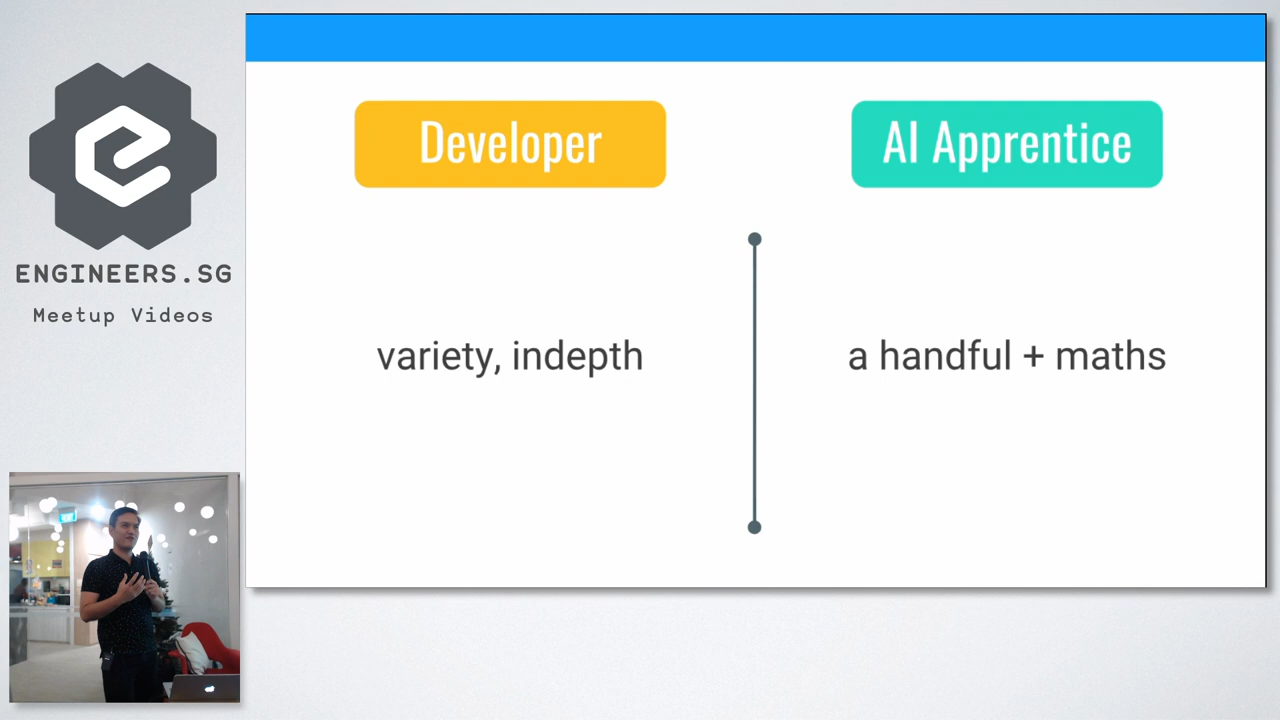 ENGINEERS.SG
Meetup Videos
Developer
AI Apprentice
variety, indepth
a handful + maths